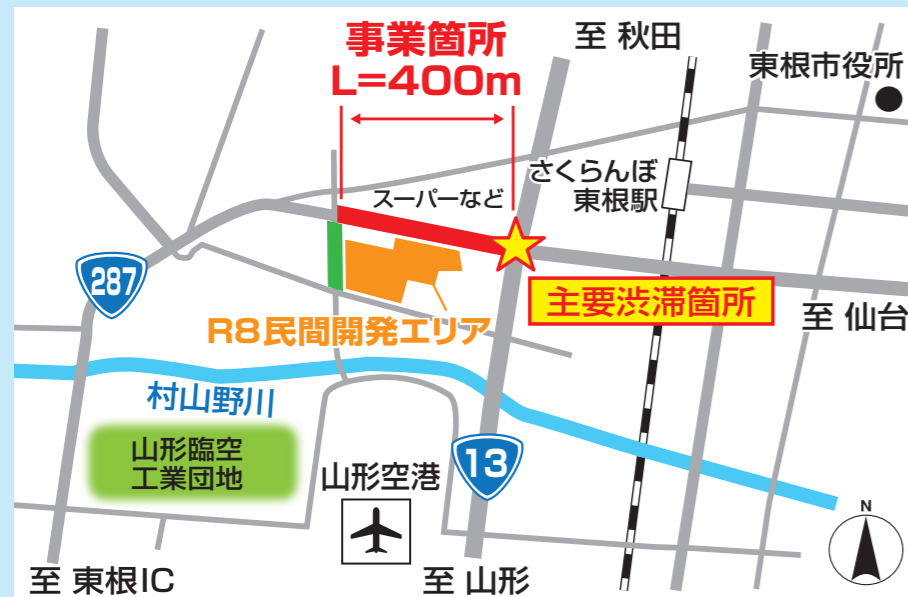 事業箇所
L=400m
至 秋田
東根市役所
さくらんぼ
東根駅
スーパーなど
287
主要渋滞箇所
至 仙台
R8民間開発エリア
村山野川
山形臨空
工業団地
山形空港
13
N
至 東根IC
至 山形